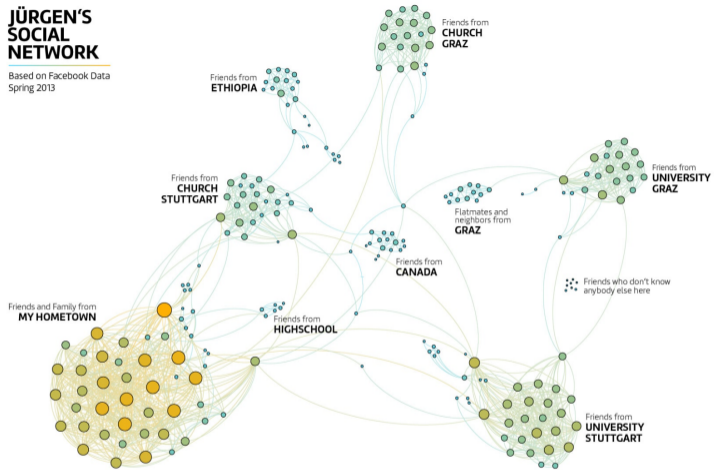 JÜRGEN'S
SOCIAL
NETWORK
Based on Facebook Data
Spring 2013
Friends from
CHURCH
GRAZ
Friends from
ETHIOPIA
Friends from
CHURCH
STUTTGART
Friends from
UNIVERSITY
GRAZ
Flatmates and
neighbors from
GRAZ
Friends from
CANADA
Friends who don't know
anybody else here
Friends and Family from
MY HOMETOWN
Friends from
HIGHSCHOOL
Friends from
UNIVERSITY
STUTTGART